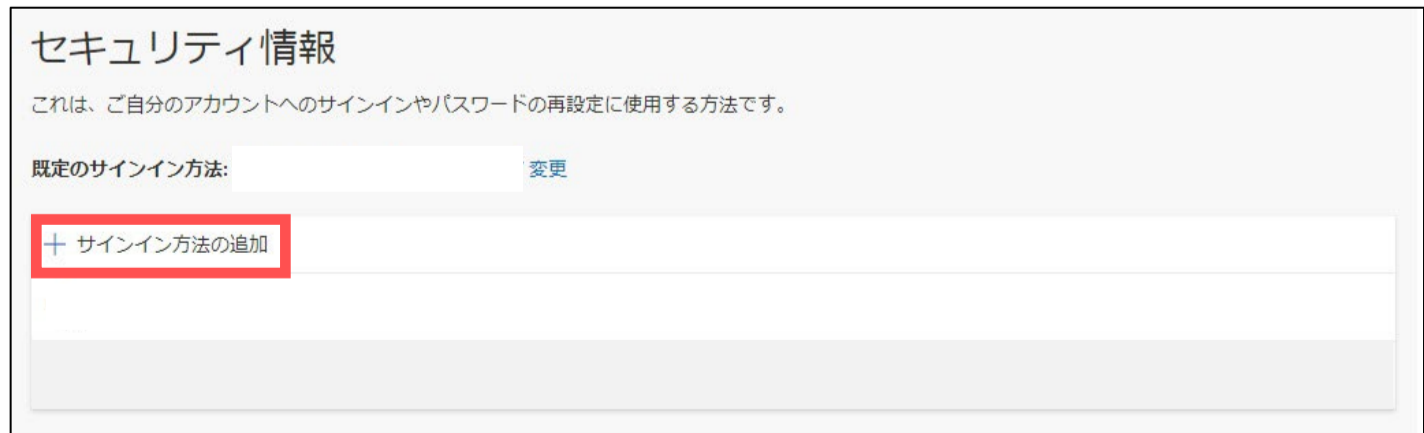 セキュリティ情報
これは、ご自分のアカウントへのサインインやパスワードの再設定に使用する方法です。
既定のサインイン方法: 変更
＋ サインイン方法の追加